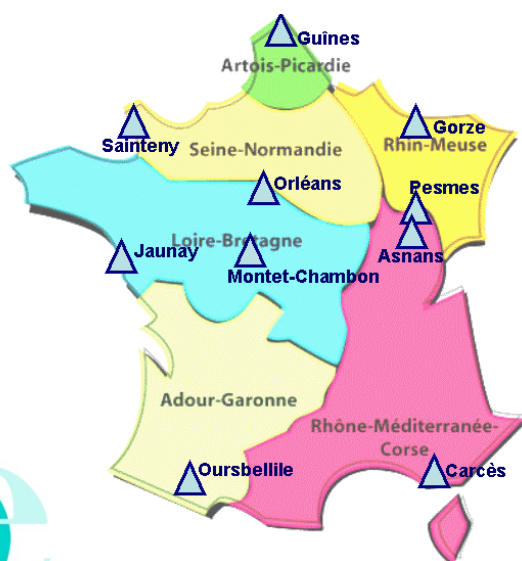 Guînes
Artois-Picardie
Sainteny
Seine-Normandie
Gorze
Rhin-Meuse
Orléans
Pesmes
Loire-Bretagne
Jaunay
Montet-Chambon
Asnans
Adour-Garonne
Rhône-Méditerranée-
Corse
Oursbellile
Carcès